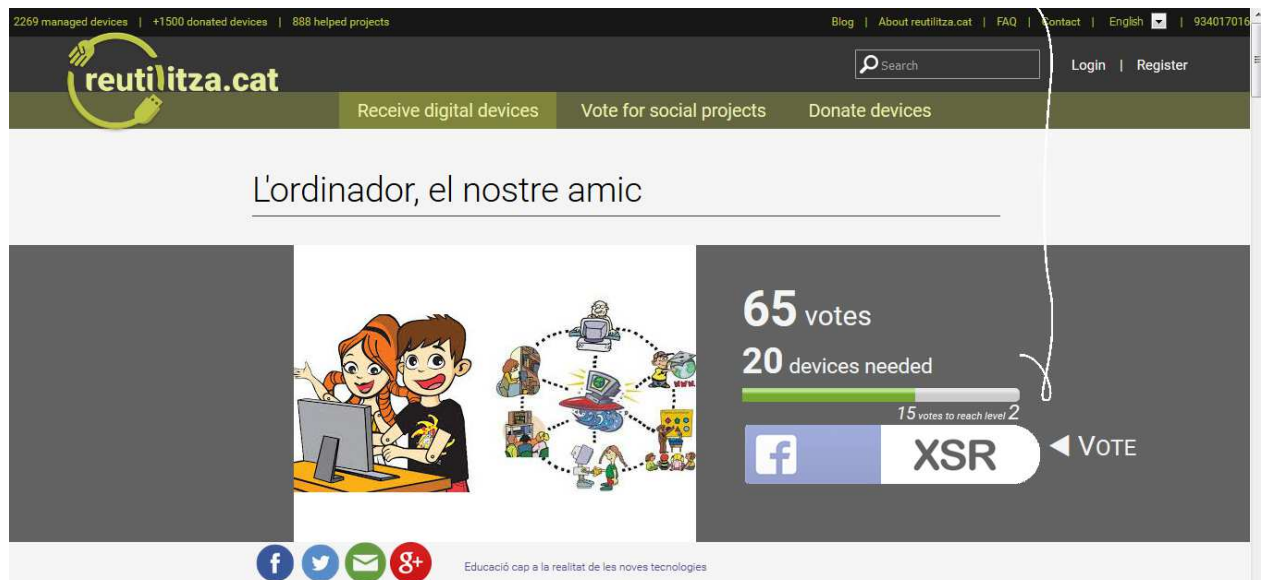 2269 managed devices | +1500 donated devices | 888 helped projects
Blog | About reutilitza.cat | FAQ | Contact | English | 934017016
reutilitza.cat
Search
Login | Register
Receive digital devices Vote for social projects Donate devices
L'ordinador, el nostre amic
65 votes
20 devices needed
15 votes to reach level 2
XSR
VOTE
WWW.
Educació cap a la realitat de les noves tecnologies